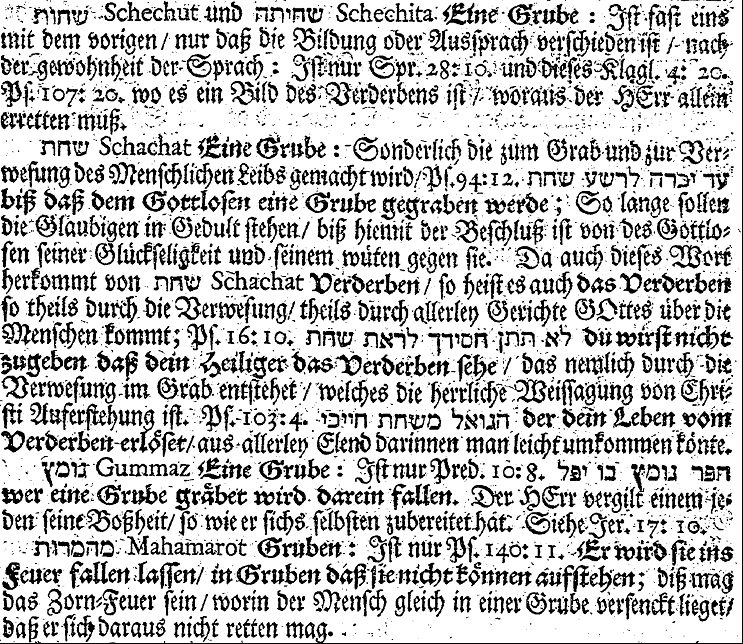 שחות Schechut und שחיתה Schechita Eine Grube: Ist fast eins
mit dem vorigen / nur daß die Bildung oder Aussprach verschieden ist / nach
der gewohnheit der Sprach: Ist nur Spr. 28:10. und dieses Klagl. 4: 20.
Ps. 107: 20. wo es ein Bild des Verderbens ist / woraus der HErr allein
erretten muß.
שחת Schachat Eine Grube: Sonderlich die zum Grab und zur Ver-
wesung des Menschlichen Leibs gemacht wird / Ps. 94:12. עד יכרה לרשע שחת
biß daß dem Gottlosen eine Grube gegraben werde; So lange sollen
die Glaubigen in Gedult stehen / biß hiemit der Beschluß ist von des Gottlo-
sen seiner Glückseligkeit und seinem wüten gegen sie. Da auch dieses Wort
herkommt von שחת Schachat Verderben / so heist es auch das Verderben
so theils durch die Verwesung / theils durch allerley Gerichte GOttes über die
Menschen kommt; Ps. 16: 10. לא תתן חסידך לראת שחת du wirst nicht
zugeben daß dein Heiliger das Verderben sehe / das nemlich durch die
Verwesung im Grab entstehet / welches die herrliche Weissagung von Chri-
sti Auferstehung ist. Ps. 103: 4. הגואל משחת חייכי der dein Leben vom
Verderben erlöset / aus allerley Elend darinnen man leicht umkommen könte.
גומץ Gummaz Eine Grube: Ist nur Pred. 10: 8. חפר גומץ בו יפל
wer eine Grube gräbet wird darein fallen. Der HErr vergilt einem je-
den seine Boßheit / so wie er sichs selbsten zubereitet hat. Siehe Jer. 17: 10.
מהמרות Mahamarot Gruben: Ist nur Ps. 140: 11. Er wird sie ins
Feuer fallen lassen / in Gruben daß sie nicht können aufstehen; diß mag
das Zorn-Feuer sein / worin der Mensch gleich in einer Grube versenckt lieget /
daß er sich daraus nicht retten mag.